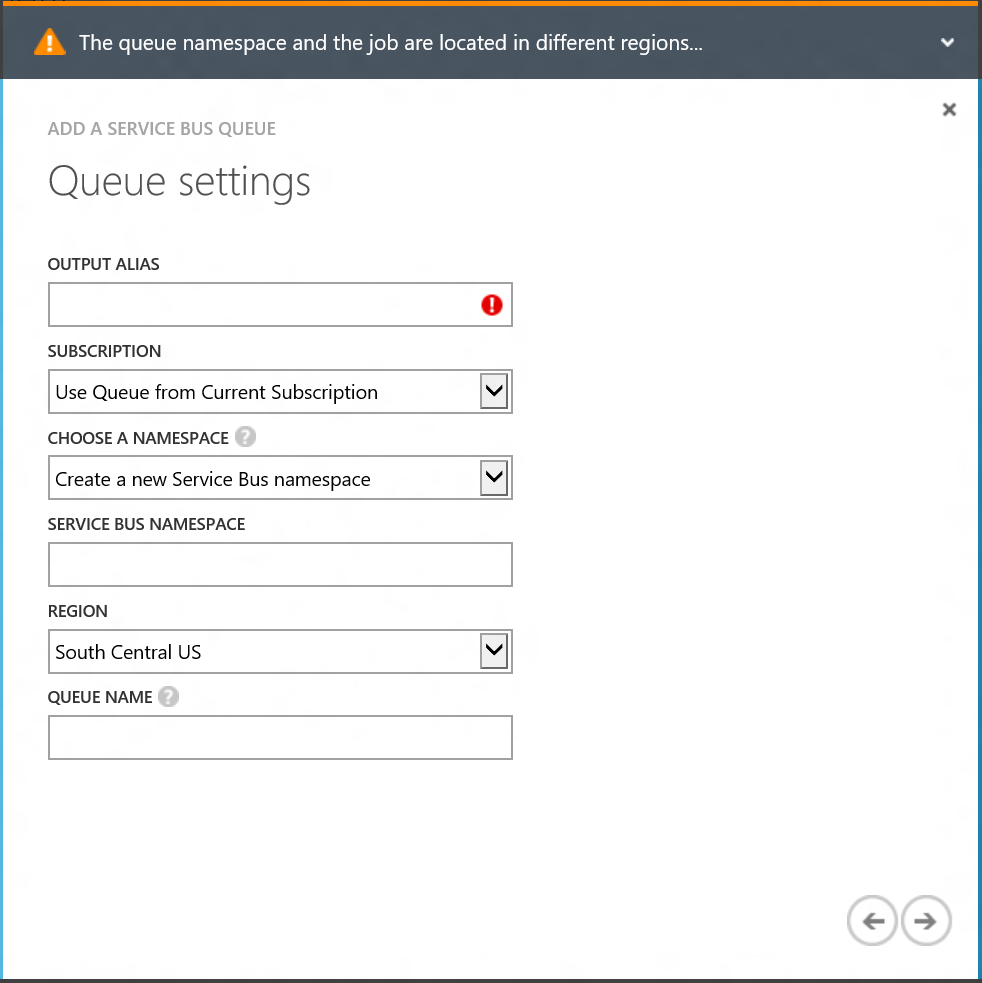 The queue namespace and the job are located in different regions...
ADD A SERVICE BUS QUEUE
Queue settings
OUTPUT ALIAS
SUBSCRIPTION
Use Queue from Current Subscription
CHOOSE A NAMESPACE ?
Create a new Service Bus namespace
SERVICE BUS NAMESPACE
REGION
South Central US
QUEUE NAME ?